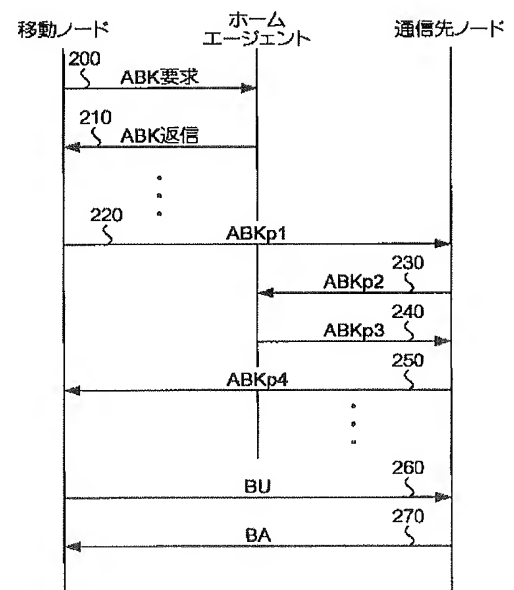 移動ノード
ホーム
エージェント
通信先ノード
200
ABK要求
210
ABK返信
220
ABKp1
230
ABKp2
240
ABKp3
250
ABKp4
260
BU
270
BA